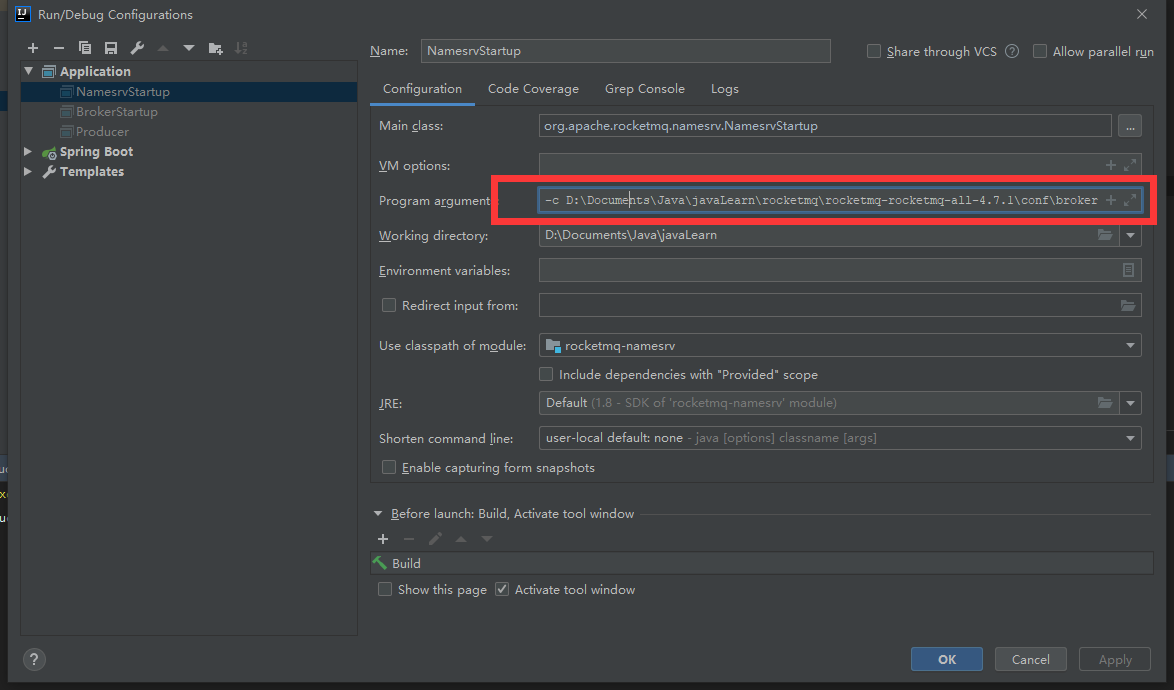 Run/Debug Configurations
Name: NamesrvStartup
Share through VCS
Allow parallel run
Application
NamesrvStartup
BrokerStartup
Producer
Spring Boot
Templates
Configuration Code Coverage Grep Console Logs
Main class: org.apache.rocketmq.namesrv.NamesrvStartup ...
VM options:
Program arguments: -c D:\Documents\Java\javaLearn\rocketmq\rocketmq-rocketmq-all-4.7.1\conf\broker
Working directory: D:\Documents\Java\javaLearn
Environment variables:
Redirect input from:
Use classpath of module: rocketmq-namesrv
Include dependencies with "Provided" scope
JRE: Default (1.8 - SDK of 'rocketmq-namesrv' module)
Shorten command line: user-local default: none - java [options] classname [args]
Enable capturing form snapshots
Before launch: Build, Activate tool window
Build
Show this page Activate tool window
?
OK Cancel Apply